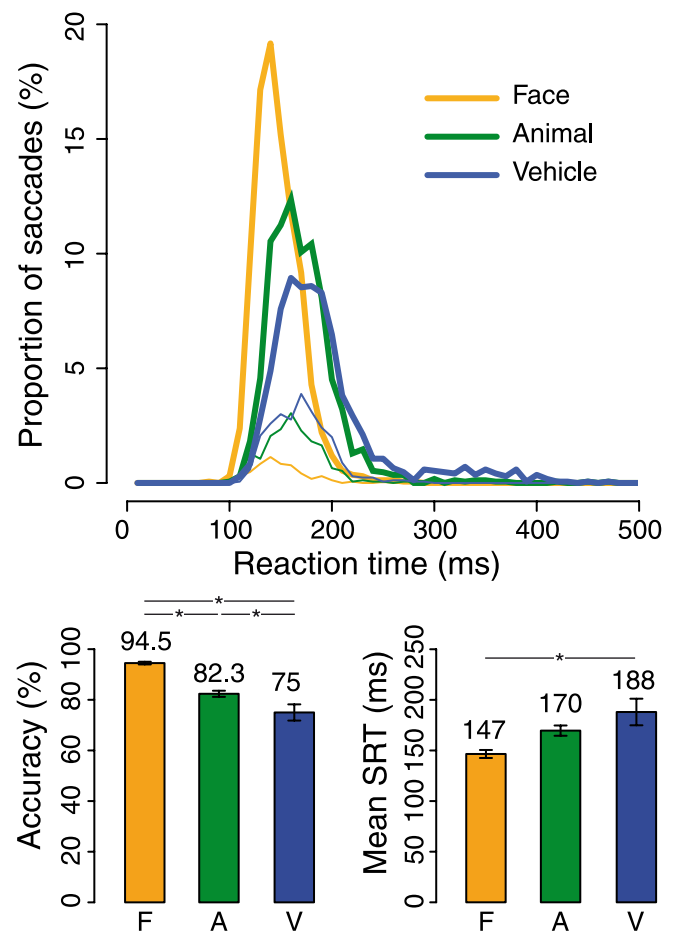 Proportion of saccades (%)
20
15
10
5
0
Face
Animal
Vehicle
0 100 200 300 400 500
Reaction time (ms)
*
* *
Accuracy (%)
100
80
60
40
20
0
94.5
82.3
75
F A V
Mean SRT (ms)
250
200
150
100
50
0
*
147
170
188
F A V